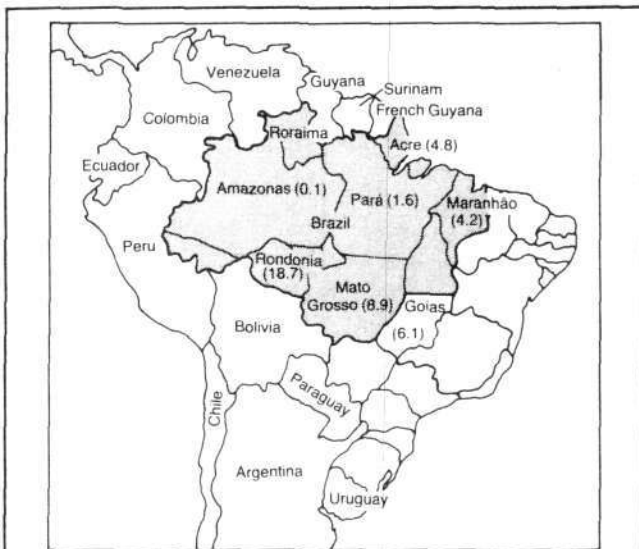 Venezuela
Guyana
Surinam
French Guyana
Colombia
Roraima
Acre (4.8)
Ecuador
Amazonas (0.1)
Pará (1.6)
Maranhão
(4.2)
Brazil
Peru
Rondonia
(18.7)
Mato
Grosso (8.9)
Goias
(6.1)
Bolivia
Paraguay
Chile
Argentina
Uruguay